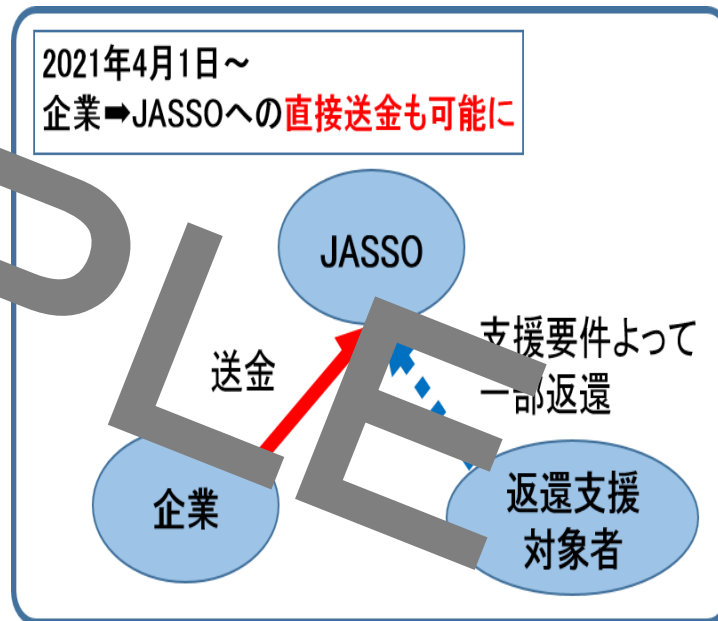 2021年4月1日～
企業➡JASSOへの直接送金も可能に
JASSO
送金
支援要件よって
一部返還
企業
返還支援
対象者
PLE